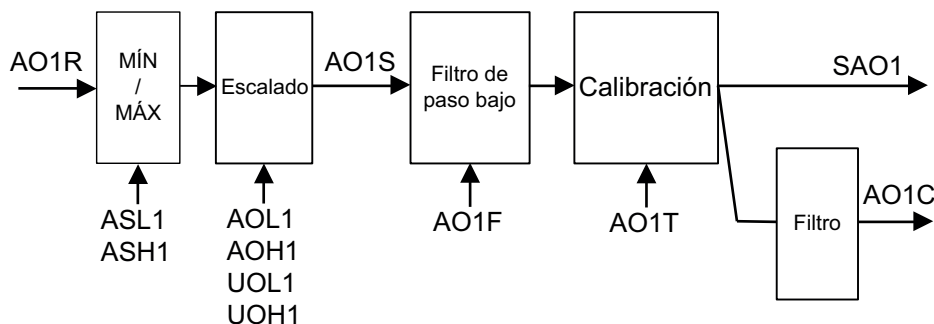 AO1R
MÍN
/
MÁX
Escalado
AO1S
Filtro de
paso bajo
Calibración
SAO1
ASL1
ASH1
AOL1
AOH1
UOL1
UOH1
AO1F
AO1T
Filtro
AO1C